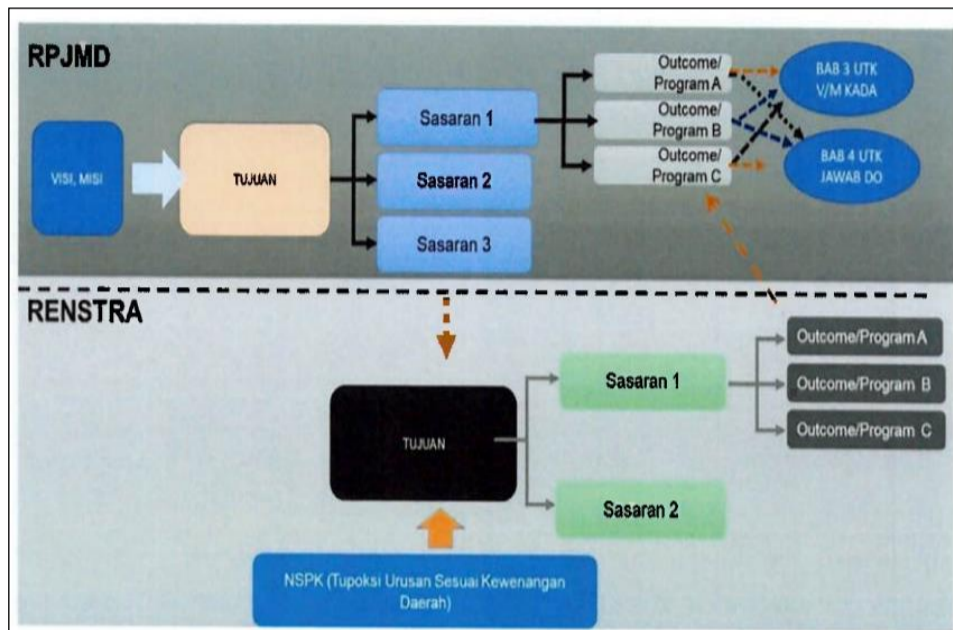 RPJMD
VISI, MISI
TUJUAN
Sasaran 1
Sasaran 2
Sasaran 3
Outcome/
Program A
Outcome/
Program B
Outcome/
Program C
BAB 3 UTK
V/M KADA
BAB 4 UTK
JAWAB DO
RENSTRA
TUJUAN
Sasaran 1
Sasaran 2
Outcome/Program A
Outcome/Program B
Outcome/Program C
NSPK (Tupoksi Urusan Sesuai Kewenangan
Daerah)